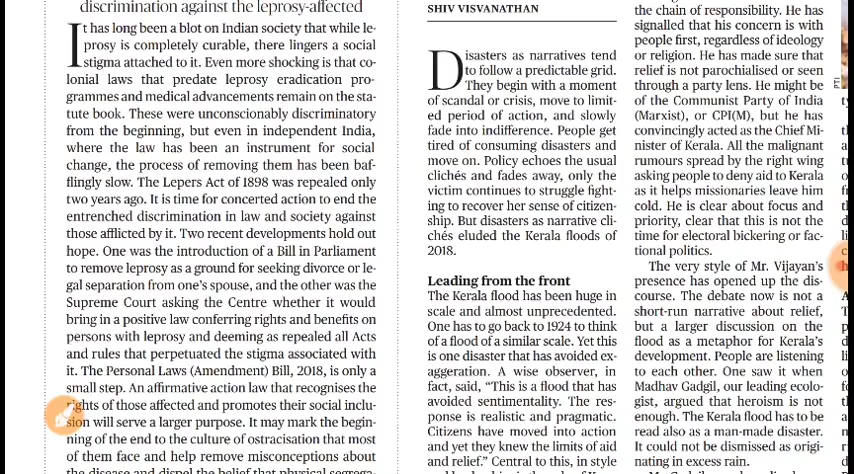 discrimination against the leprosy-affected
It has long been a blot on Indian society that while le-
prosy is completely curable, there lingers a social
stigma attached to it. Even more shocking is that co-
lonial laws that predate leprosy eradication pro-
grammes and medical advancements remain on the sta-
tute book. These were unconscionably discriminatory
from the beginning, but even in independent India,
where the law has been an instrument for social
change, the process of removing them has been baf-
flingly slow. The Lepers Act of 1898 was repealed only
two years ago. It is time for concerted action to end the
entrenched discrimination in law and society against
those afflicted by it. Two recent developments hold out
hope. One was the introduction of a Bill in Parliament
to remove leprosy as a ground for seeking divorce or le-
gal separation from one's spouse, and the other was the
Supreme Court asking the Centre whether it would
bring in a positive law conferring rights and benefits on
persons with leprosy and deeming as repealed all Acts
and rules that perpetuated the stigma associated with
it. The Personal Laws (Amendment) Bill, 2018, is only a
small step. An affirmative action law that recognises the
rights of those affected and promotes their social inclu-
sion will serve a larger purpose. It may mark the begin-
ning of the end to the culture of ostracisation that most
of them face and help remove misconceptions about
the disease and dispel the belief that physical segrega-
SHIV VISVANATHAN
Disasters as narratives tend
to follow a predictable grid.
They begin with a moment
of scandal or crisis, move to limit-
ed period of action, and slowly
fade into indifference. People get
tired of consuming disasters and
move on. Policy echoes the usual
clichés and fades away, only the
victim continues to struggle fight-
ing to recover her sense of citizen-
ship. But disasters as narrative cli-
chés eluded the Kerala floods of
2018.
Leading from the front
The Kerala flood has been huge in
scale and almost unprecedented.
One has to go back to 1924 to think
of a flood of a similar scale. Yet this
is one disaster that has avoided ex-
aggeration. A wise observer, in
fact, said, "This is a flood that has
avoided sentimentality. The res-
ponse is realistic and pragmatic.
Citizens have moved into action
and yet they knew the limits of aid
and relief." Central to this, in style
the chain of responsibility. He has
signalled that his concern is with
people first, regardless of ideology
or religion. He has made sure that
relief is not parochialised or seen
through a party lens. He might be
of the Communist Party of India
(Marxist), or CPI(M), but he has
convincingly acted as the Chief Mi-
nister of Kerala. All the malignant
rumours spread by the right wing
asking people to deny aid to Kerala
as it helps missionaries leave him
cold. He is clear about focus and
priority, clear that this is not the
time for electoral bickering or fac-
tional politics.
The very style of Mr. Vijayan's
presence has opened up the dis-
course. The debate now is not a
short-run narrative about relief,
but a larger discussion on the
flood as a metaphor for Kerala's
development. People are listening
to each other. One saw it when
Madhav Gadgil, our leading ecolo-
gist, argued that heroism is not
enough. The Kerala flood has to be
read also as a man-made disaster.
It could not be dismissed as origi-
nating in excess rain.
PTI